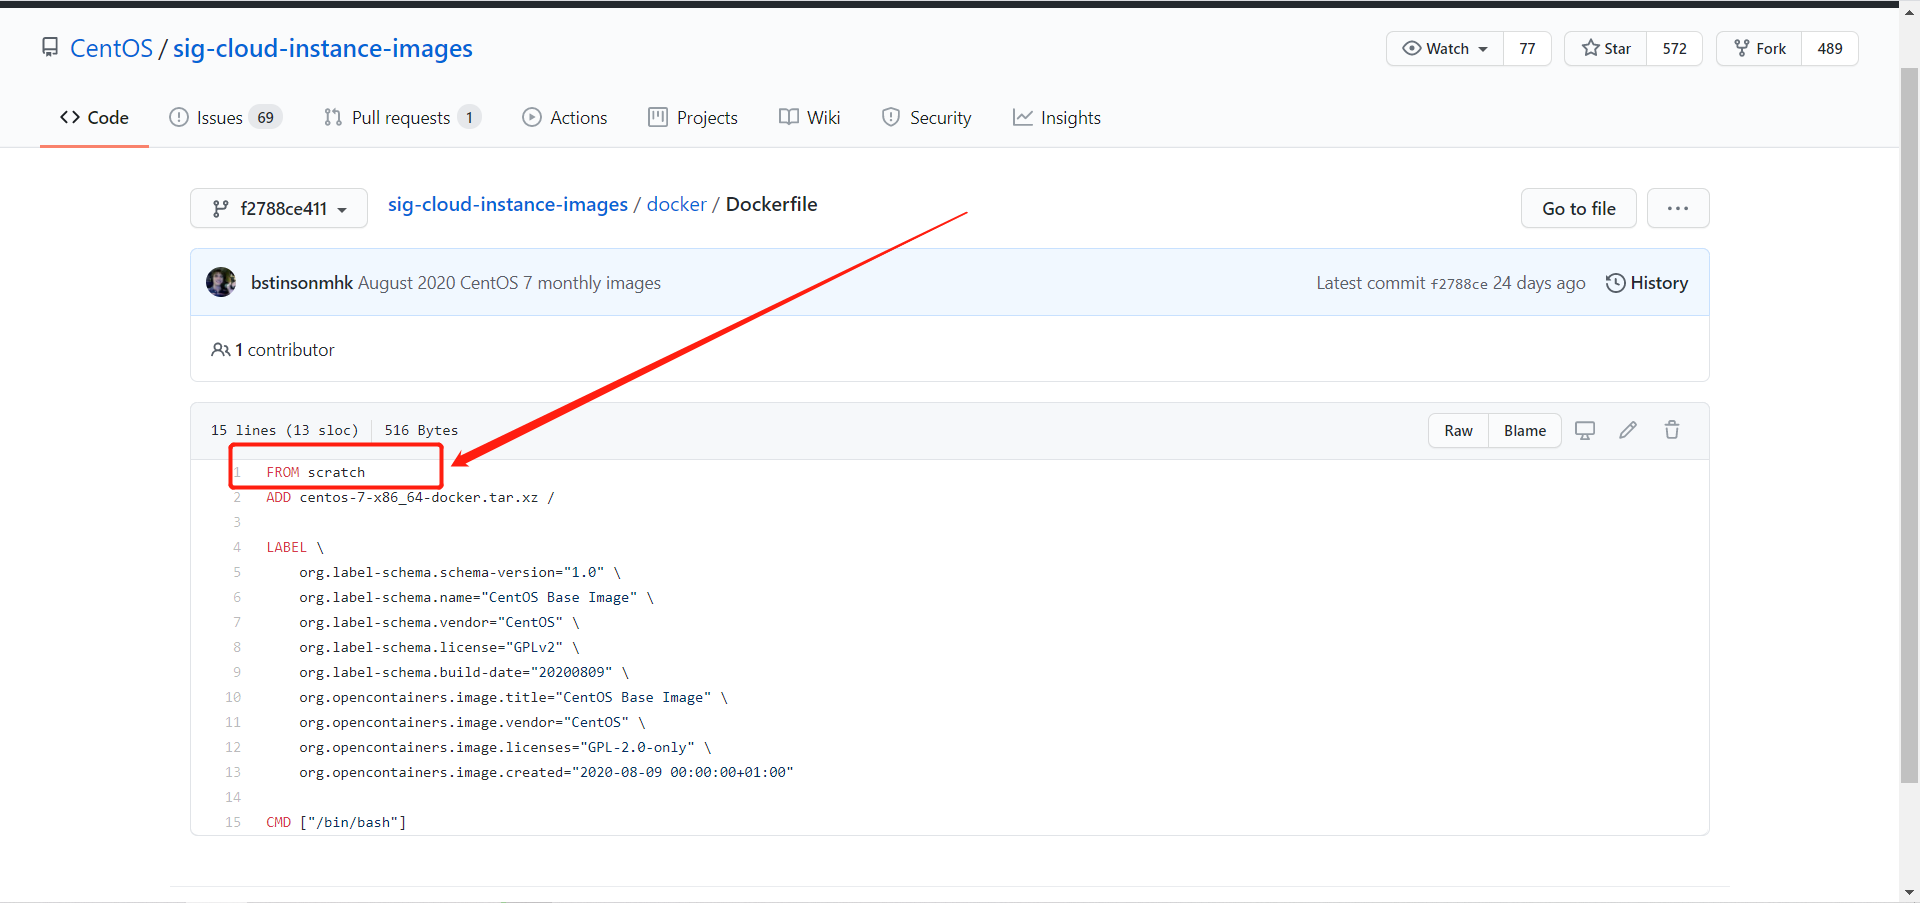 CentOS / sig-cloud-instance-images
Watch 77 Star 572 Fork 489
Code Issues 69 Pull requests 1 Actions Projects Wiki Security Insights
f2788ce411 sig-cloud-instance-images / docker / Dockerfile Go to file ···
bstinsonmhk August 2020 CentOS 7 monthly images Latest commit f2788ce 24 days ago History
1 contributor
15 lines (13 sloc) 516 Bytes Raw Blame
1 FROM scratch
2 ADD centos-7-x86_64-docker.tar.xz /
3
4 LABEL \
5 org.label-schema.schema-version="1.0" \
6 org.label-schema.name="CentOS Base Image" \
7 org.label-schema.vendor="CentOS" \
8 org.label-schema.license="GPLv2" \
9 org.label-schema.build-date="20200809" \
10 org.opencontainers.image.title="CentOS Base Image" \
11 org.opencontainers.image.vendor="CentOS" \
12 org.opencontainers.image.licenses="GPL-2.0-only" \
13 org.opencontainers.image.created="2020-08-09 00:00:00+01:00"
14
15 CMD ["/bin/bash"]